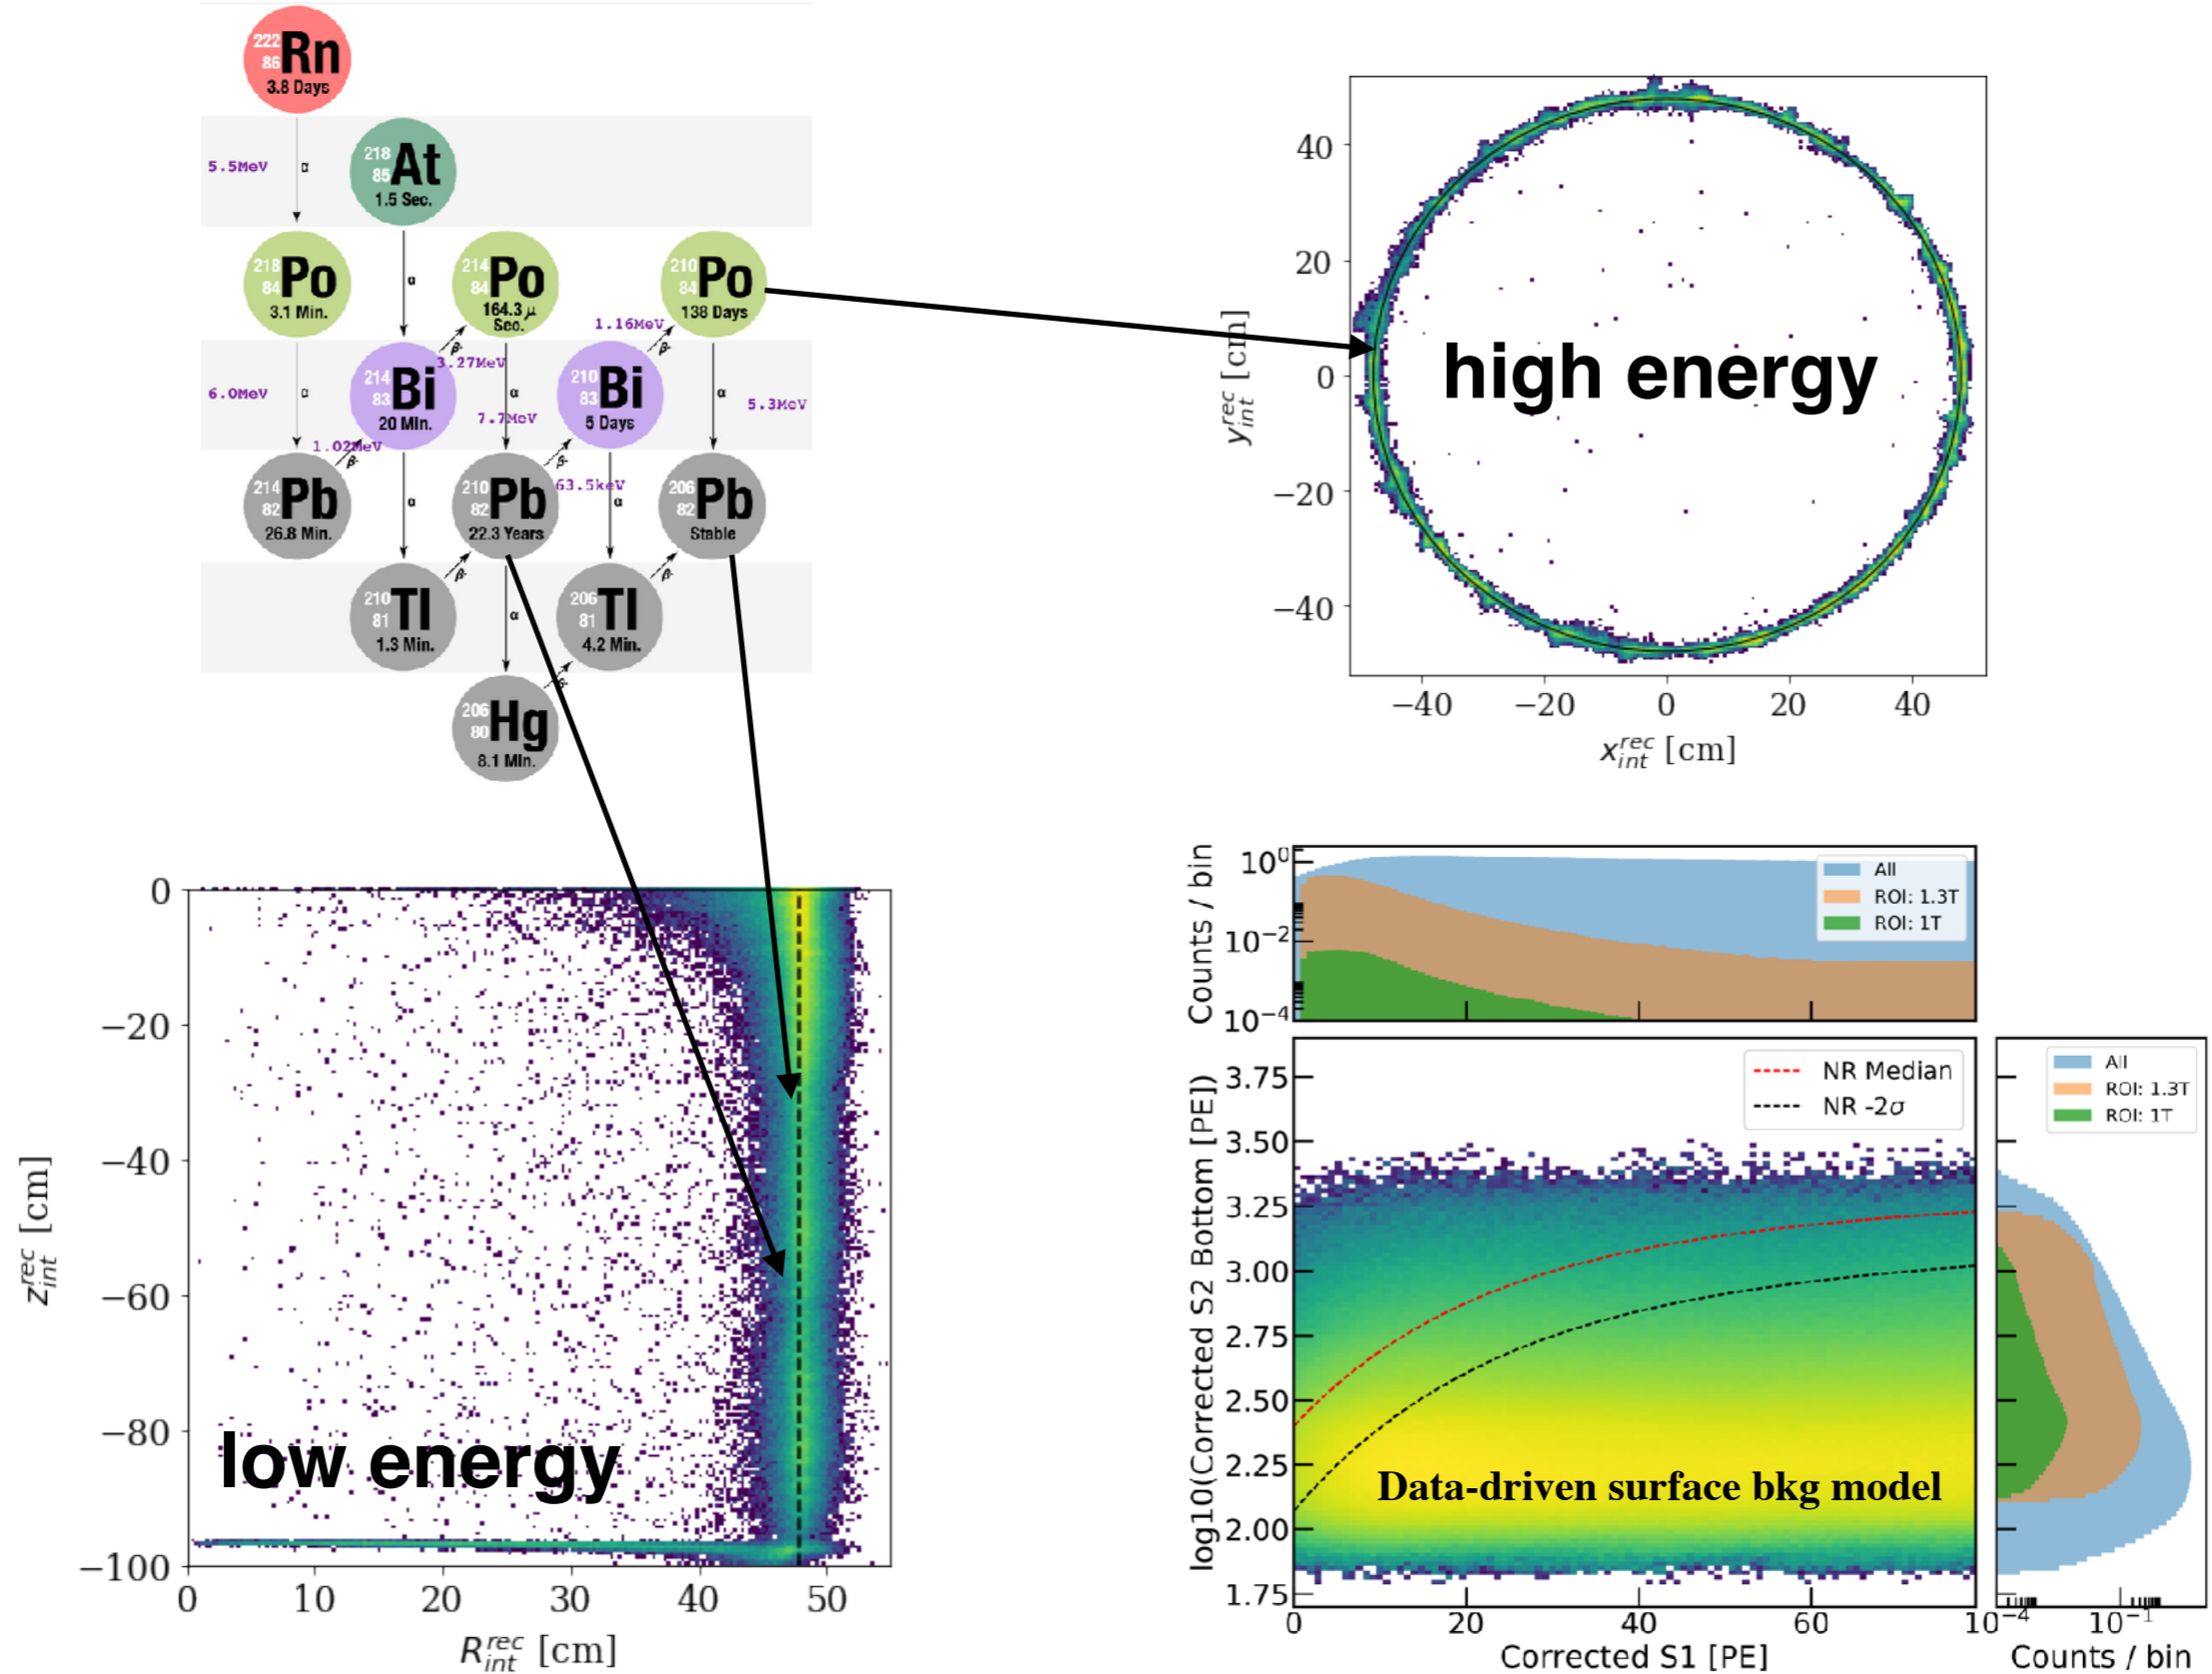 222
86
Rn
3.8 Days
5.5MeV
α
218
85
At
1.5 Sec.
218
84
Po
3.1 Min.
α
214
84
Po
164.3 μ
Sec.
210
84
Po
138 Days
1.16MeV
β-
β-
3.27MeV
6.0MeV
α
214
83
Bi
20 Min.
α
7.7MeV
210
83
Bi
5 Days
α
5.3MeV
1.02MeV
β-
β-
63.5keV
214
82
Pb
26.8 Min.
α
210
82
Pb
22.3 Years
α
206
82
Pb
Stable
β-
β-
210
81
Tl
1.3 Min.
α
206
81
Tl
4.2 Min.
β-
206
80
Hg
8.1 Min.
high energy
40
20
0
−20
−40
−40 −20 0 20 40
y_int^rec [cm]
x_int^rec [cm]
low energy
0
−20
−40
−60
−80
−100
0 10 20 30 40 50
z_int^rec [cm]
R_int^rec [cm]
Counts / bin
10^0
10^−2
10^−4
All
ROI: 1.3T
ROI: 1T
log10(Corrected S2 Bottom [PE])
3.75
3.50
3.25
3.00
2.75
2.50
2.25
2.00
1.75
NR Median
NR -2σ
Data-driven surface bkg model
0 20 40 60
Corrected S1 [PE]
All
ROI: 1.3T
ROI: 1T
10^−4 10^−1
Counts / bin